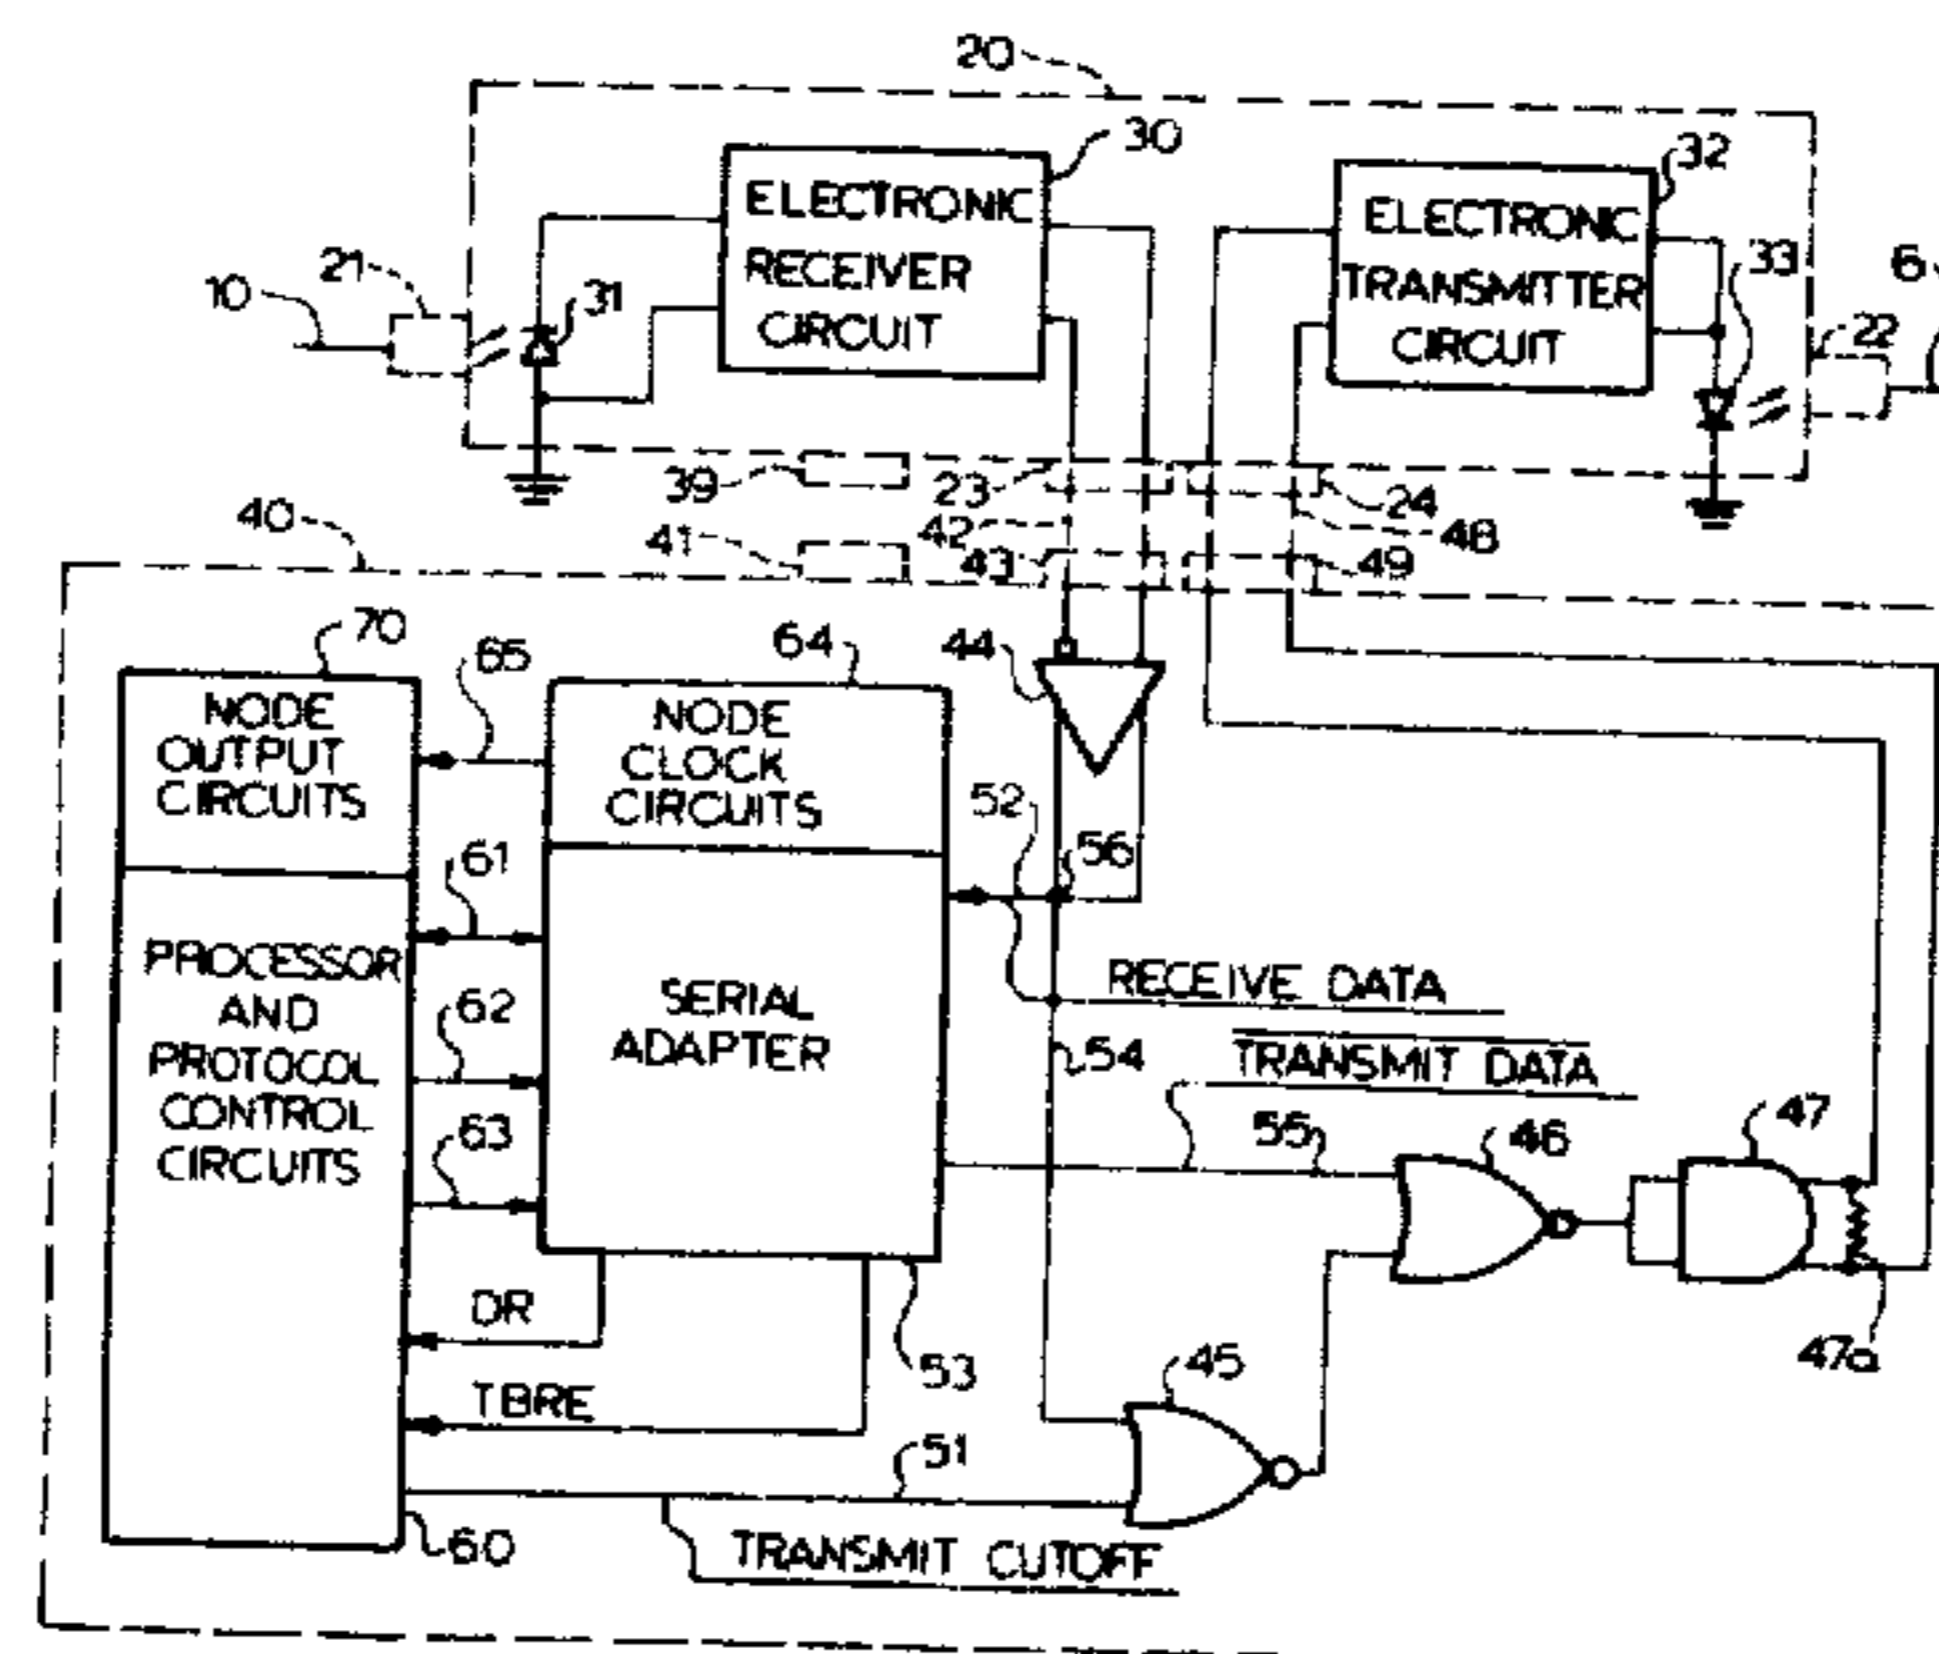 20
30
32
ELECTRONIC
RECEIVER
CIRCUIT
ELECTRONIC
TRANSMITTER
CIRCUIT
21
10
31
33
6
22
39
23
24
40
41
42
48
43
49
70
65
64
44
NODE
OUTPUT
CIRCUITS
NODE
CLOCK
CIRCUITS
52
56
61
PROCESSOR
AND
PROTOCOL
CONTROL
CIRCUITS
62
SERIAL
ADAPTER
RECEIVE DATA
54
TRANSMIT DATA
63
55
46
47
DR
53
45
47a
TBRE
51
60
TRANSMIT CUTOFF